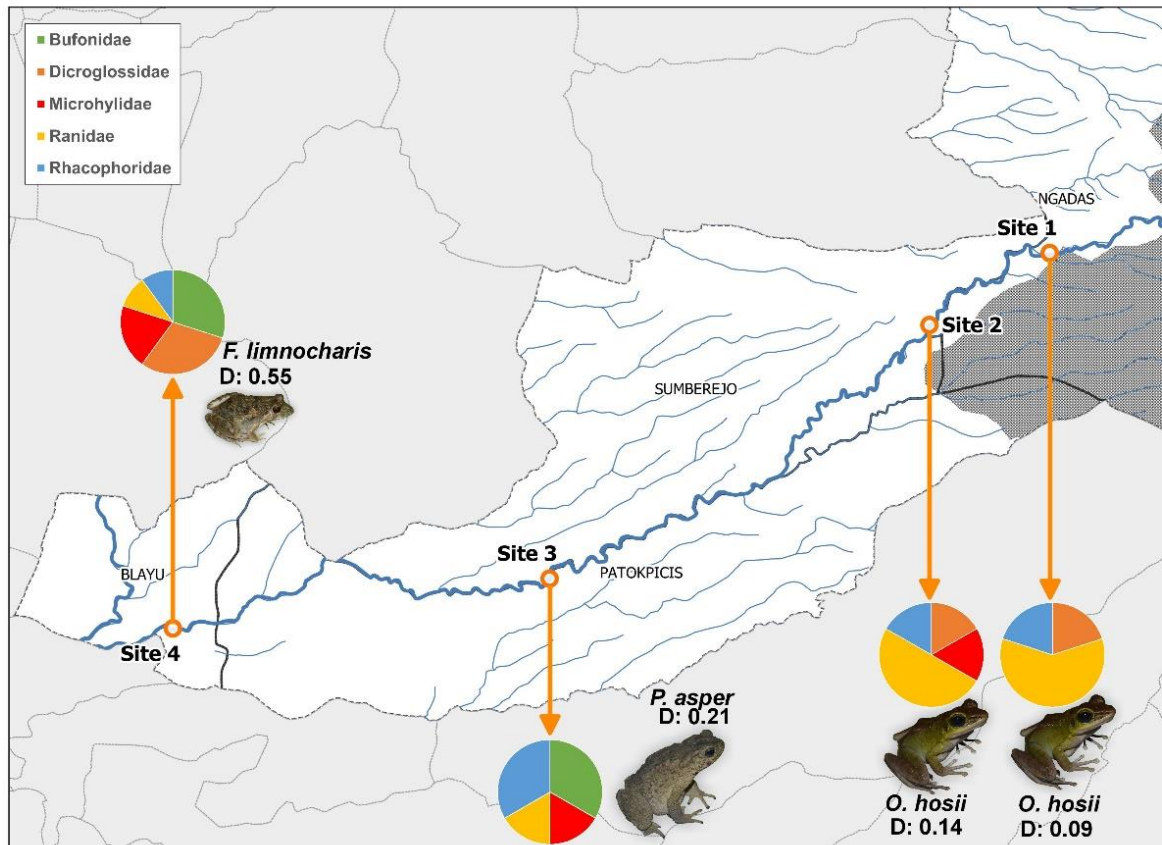 Bufonidae
Dicroglossidae
Microhylidae
Ranidae
Rhacophoridae
NGADAS
Site 1
Site 2
F. limnocharis
D: 0.55
SUMBEREJO
Site 3
PATOKPICIS
BLAYU
Site 4
P. asper
D: 0.21
O. hosii
D: 0.14
O. hosii
D: 0.09